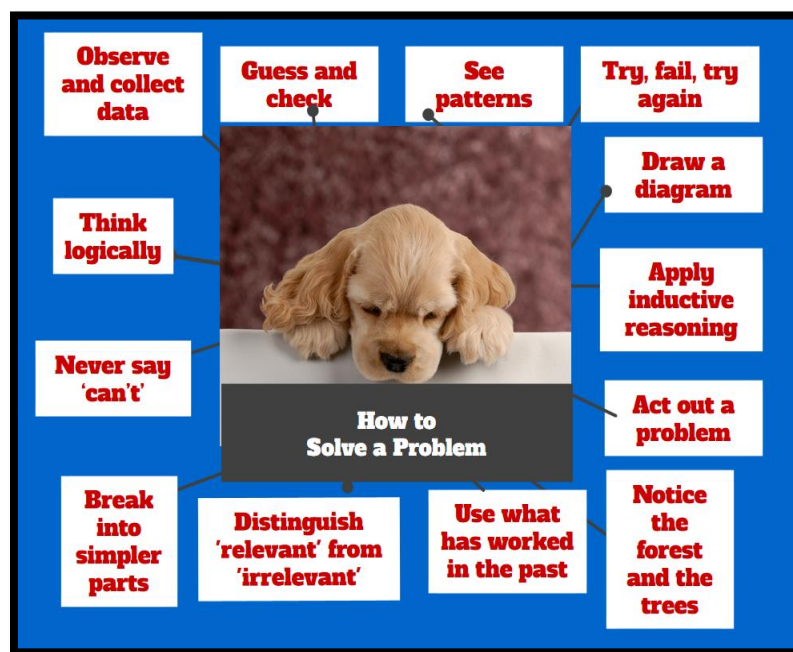 Observe
and collect
data
Guess and
check
See
patterns
Try, fail, try
again
Draw a
diagram
Think
logically
Apply
inductive
reasoning
Never say
‘can’t’
Act out a
problem
How to
Solve a Problem
Break
into
simpler
parts
Distinguish
'relevant' from
'irrelevant'
Use what
has worked
in the past
Notice
the
forest
and the
trees